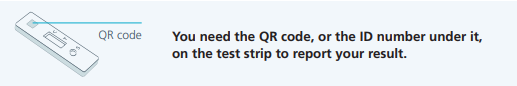 QR code
You need the QR code, or the ID number under it,
on the test strip to report your result.